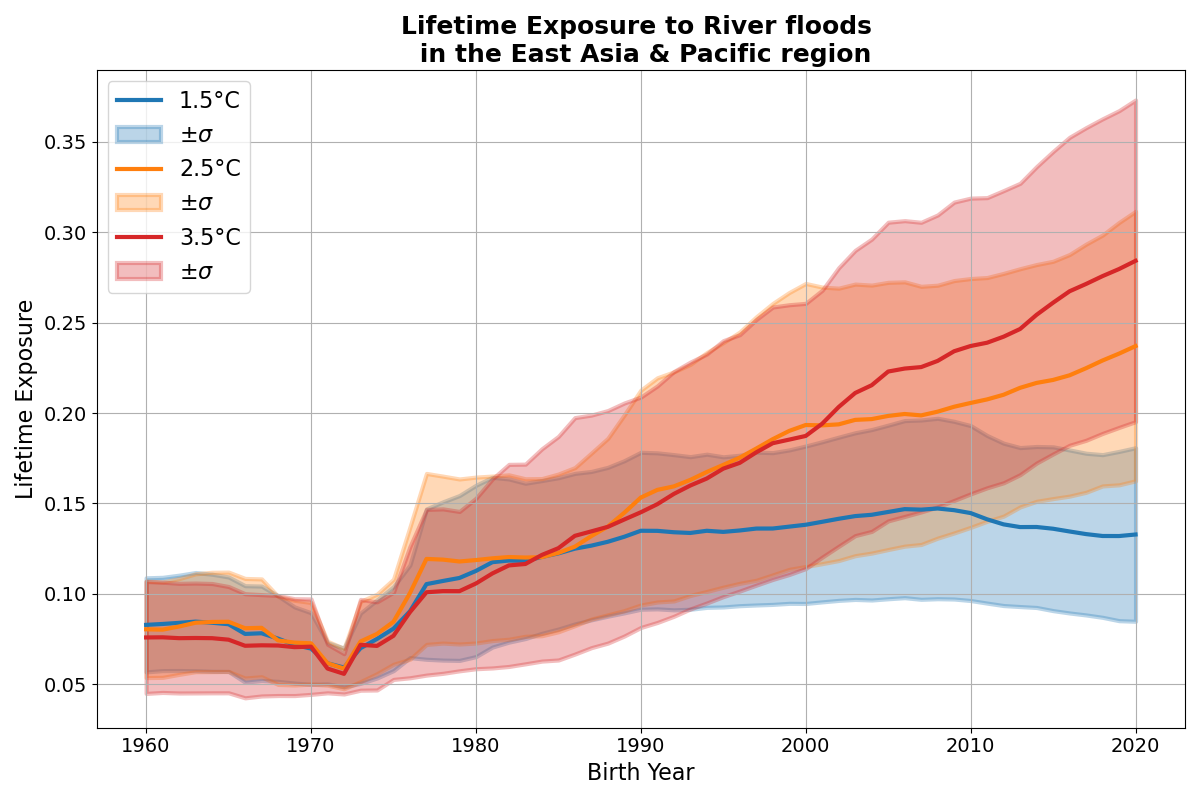 Lifetime Exposure to River floods
in the East Asia & Pacific region
1.5°C
±σ
2.5°C
±σ
3.5°C
±σ
Lifetime Exposure
0.35
0.30
0.25
0.20
0.15
0.10
0.05
1960 1970 1980 1990 2000 2010 2020
Birth Year